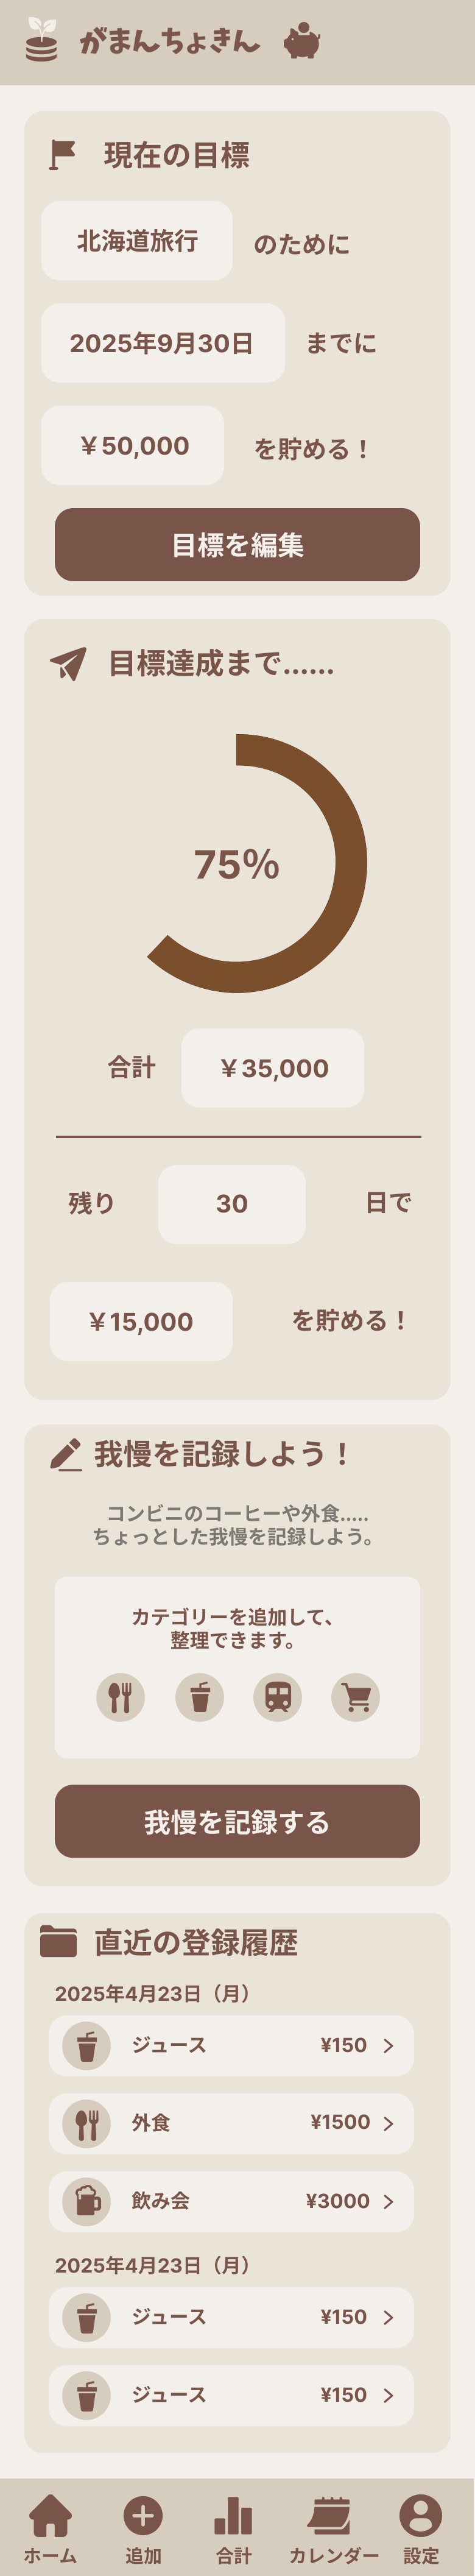 がまんちょきん
現在の目標
北海道旅行 のために
2025年9月30日 までに
￥50,000 を貯める！
目標を編集
目標達成まで......
75%
合計 ￥35,000
残り 30 日で
￥15,000 を貯める！
我慢を記録しよう！
コンビニのコーヒーや外食.....
ちょっとした我慢を記録しよう。
カテゴリーを追加して、
整理できます。
我慢を記録する
直近の登録履歴
2025年4月23日（月）
ジュース ¥150
外食 ¥1500
飲み会 ¥3000
2025年4月23日（月）
ジュース ¥150
ジュース ¥150
ホーム 追加 合計 カレンダー 設定